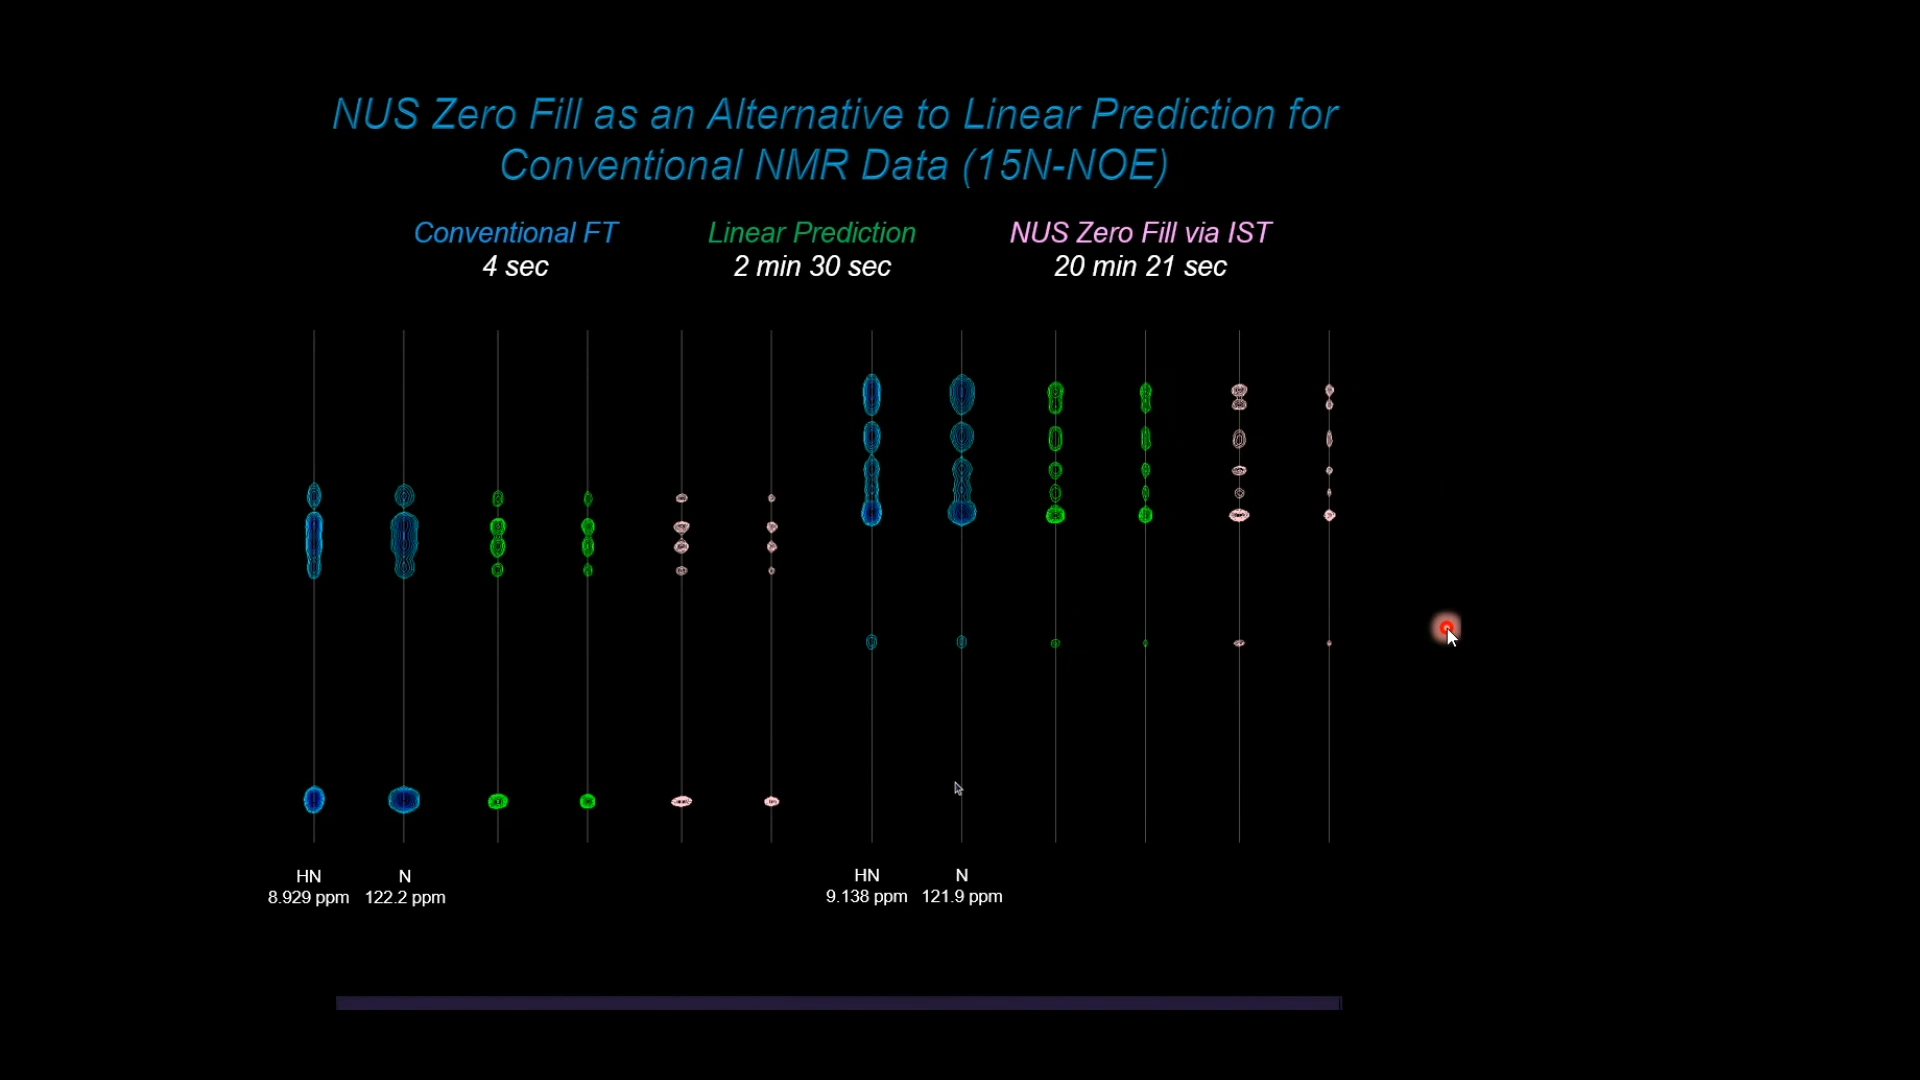 NUS Zero Fill as an Alternative to Linear Prediction for
Conventional NMR Data (15N-NOE)
Conventional FT
4 sec
Linear Prediction
2 min 30 sec
NUS Zero Fill via IST
20 min 21 sec
HN
8.929 ppm
N
122.2 ppm
HN
9.138 ppm
N
121.9 ppm